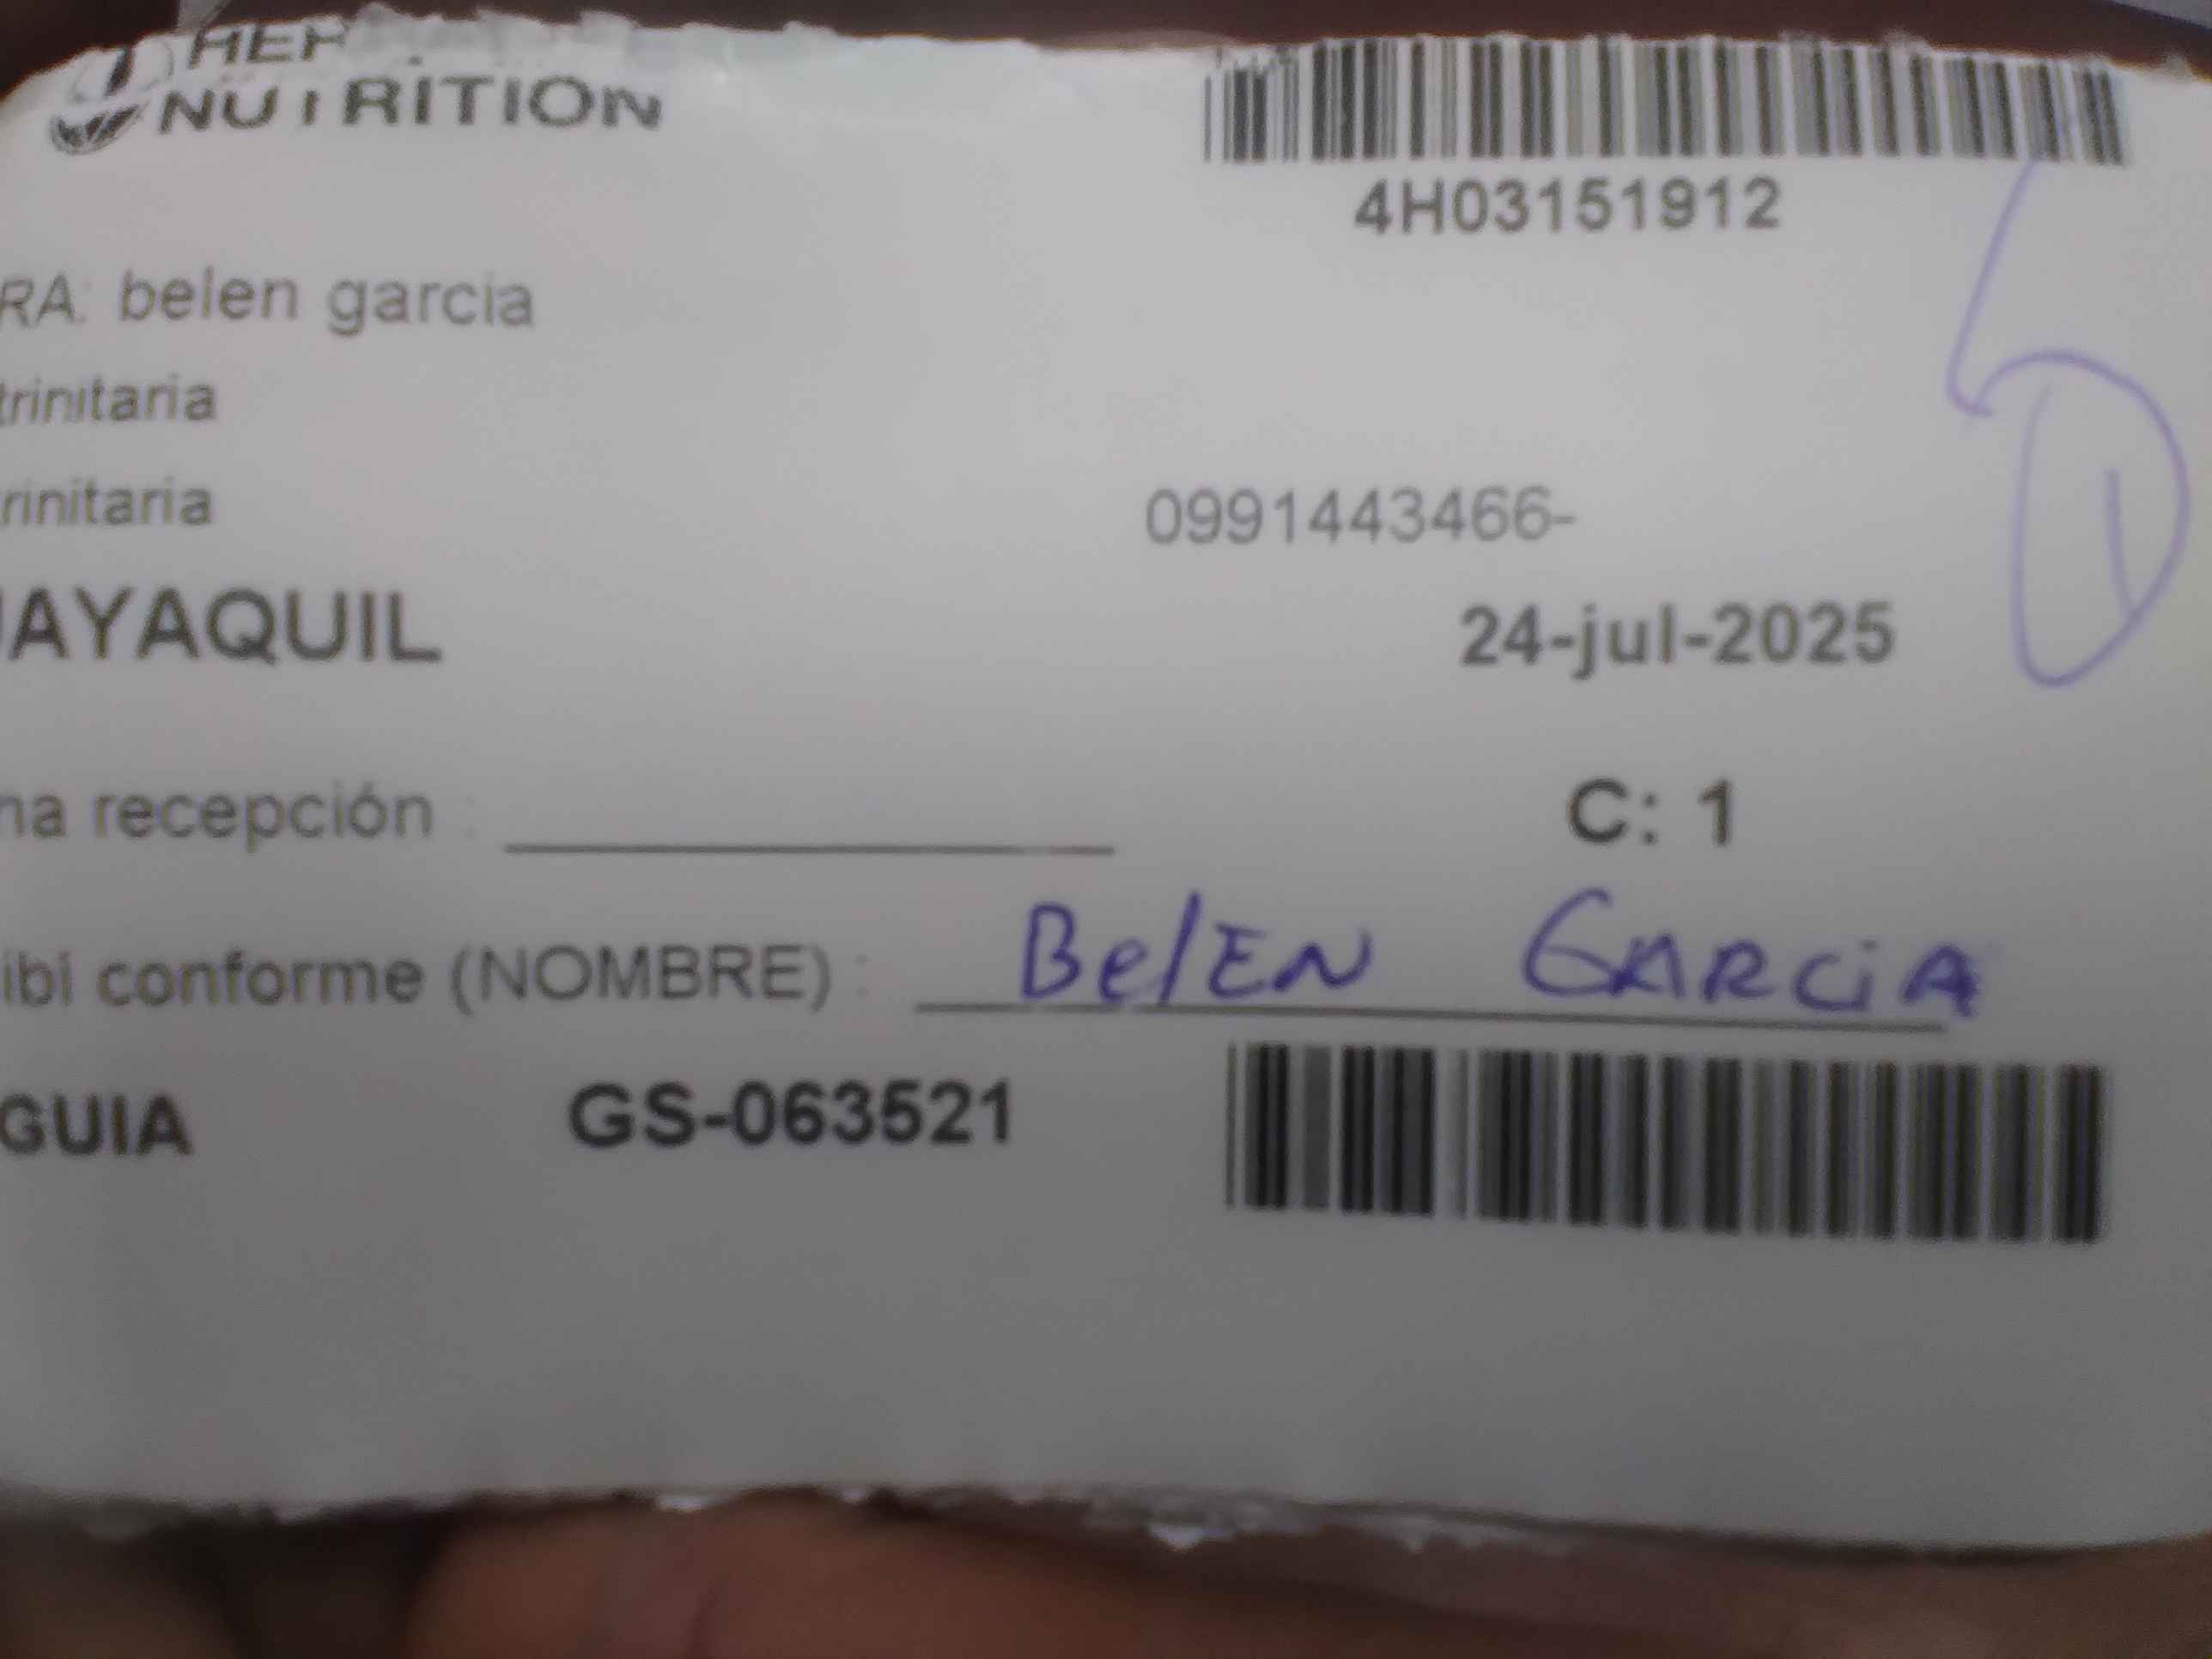 NUTRITION
4H03151912
RA: belen garcia
trinitaria
rinitaria
0991443466-
AYAQUIL
24-jul-2025
na recepción :
C: 1
ibí conforme (NOMBRE) : BelEN GARCiA
GUIA GS-063521